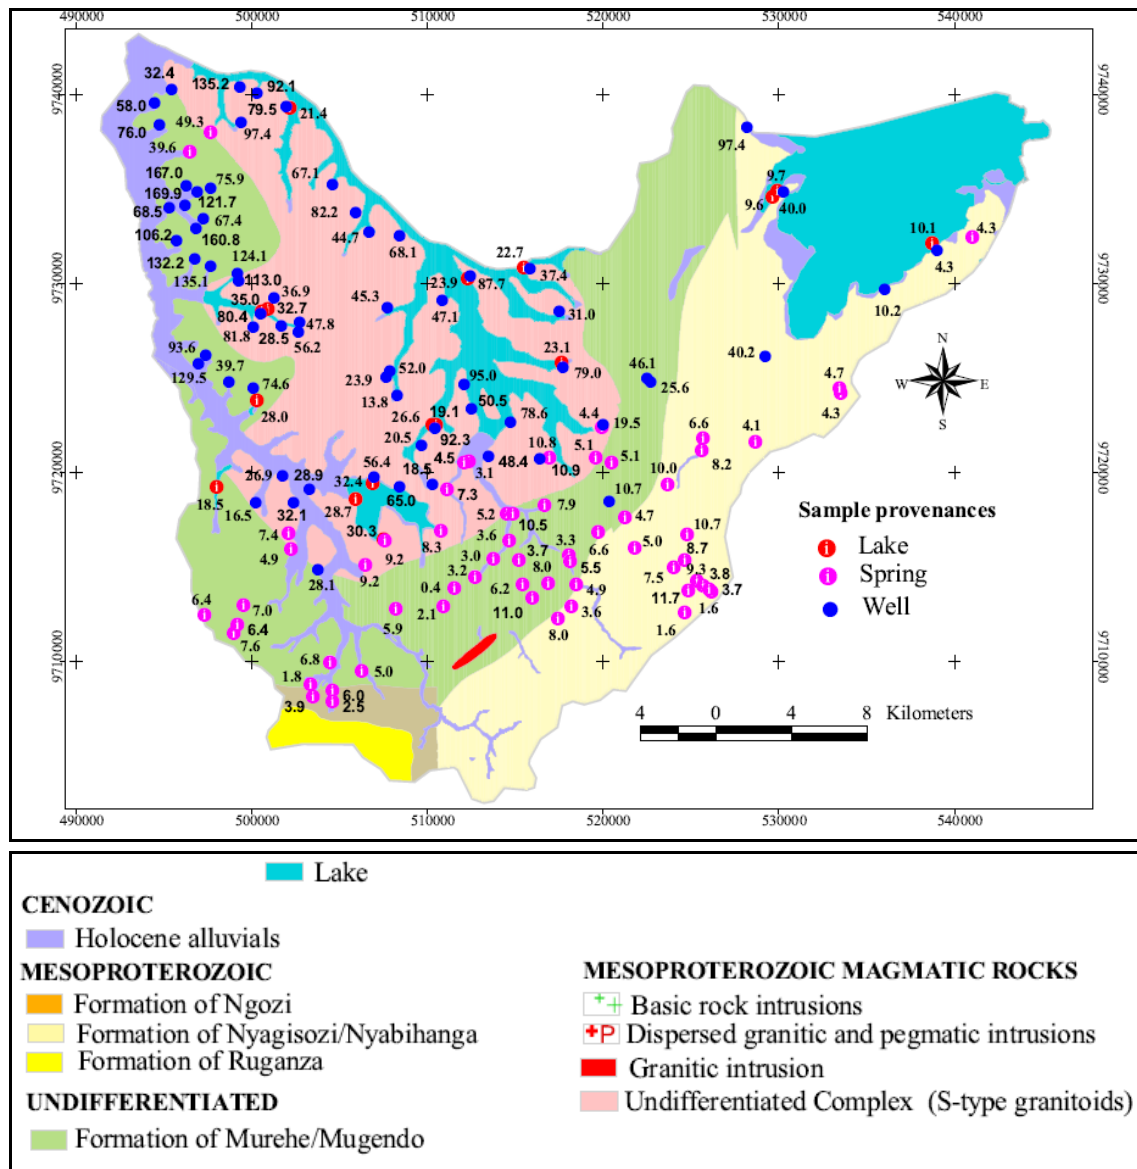 490000 500000 510000 520000 530000 540000
9740000 9740000
9730000 9730000
9720000 9720000
9710000 9710000
32.4 135.2 92.1
58.0 79.5 21.4
76.0 49.3 97.4 97.4
39.6
167.0 75.9 67.1 9.7
169.9 121.7 9.6 40.0
68.5 67.4 82.2
106.2 160.8 44.7 68.1 10.1 4.3
132.2 124.1 22.7 4.3
135.1 113.0 23.9 87.7 37.4
35.0 36.9 45.3 47.1 10.2
80.4 32.7 31.0
81.8 28.5 47.8
56.2
93.6 39.7 23.1 40.2
129.5 74.6 23.9 52.0 95.0 79.0 46.1 25.6 4.7
28.0 13.8 50.5 4.3
26.6 19.1 78.6 4.4 19.5 6.6 4.1
20.5 92.3 10.8 5.1
26.9 28.9 56.4 18.5 4.5 3.1 48.4 10.9 5.1 8.2
18.5 16.5 32.1 28.7 32.4 65.0 7.3 10.0
7.4 30.3 5.2 10.5 7.9 10.7 4.7
4.9 9.2 8.3 3.6 3.3 6.6 5.0 10.7
28.1 9.2 3.0 3.7 5.5 8.7
3.2 8.0 7.5 9.3 3.8
0.4 6.2 4.9 11.7 3.7
6.4 7.0 5.9 2.1 11.0 3.6 1.6
6.4 8.0 1.6
7.6
6.8 5.0
1.8 6.0
3.9 2.5
N
W E
S
Sample provenances
i Lake
i Spring
Well
4 0 4 8 Kilometers
490000 500000 510000 520000 530000 540000
Lake
CENOZOIC
Holocene alluvials
MESOPROTEROZOIC
Formation of Ngozi
Formation of Nyagisozi/Nyabihanga
Formation of Ruganza
UNDIFFERENTIATED
Formation of Murehe/Mugendo
MESOPROTEROZOIC MAGMATIC ROCKS
Basic rock intrusions
P Dispersed granitic and pegmatic intrusions
Granitic intrusion
Undifferentiated Complex (S-type granitoids)